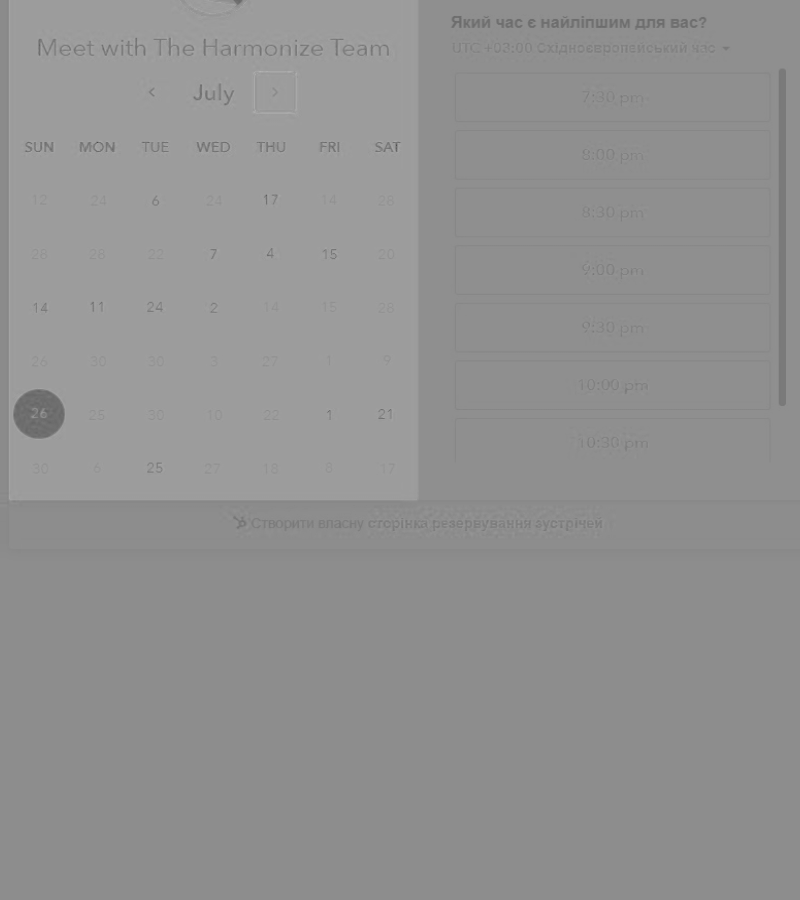 Meet with The Harmonize Team
July
SUN MON TUE WED THU FRI SAT
12 24 6 24 17 14 28
28 28 22 7 4 15 20
14 11 24 2 14 15 28
26 30 30 3 27 1 9
26 25 30 10 22 1 21
30 6 25 27 18 8 17
Який час є найліпшим для вас?
UTC +03:00 Східноєвропейський час
7:30 pm
8:00 pm
8:30 pm
9:00 pm
9:30 pm
10:00 pm
10:30 pm
Створити власну сторінка резервування зустрічей